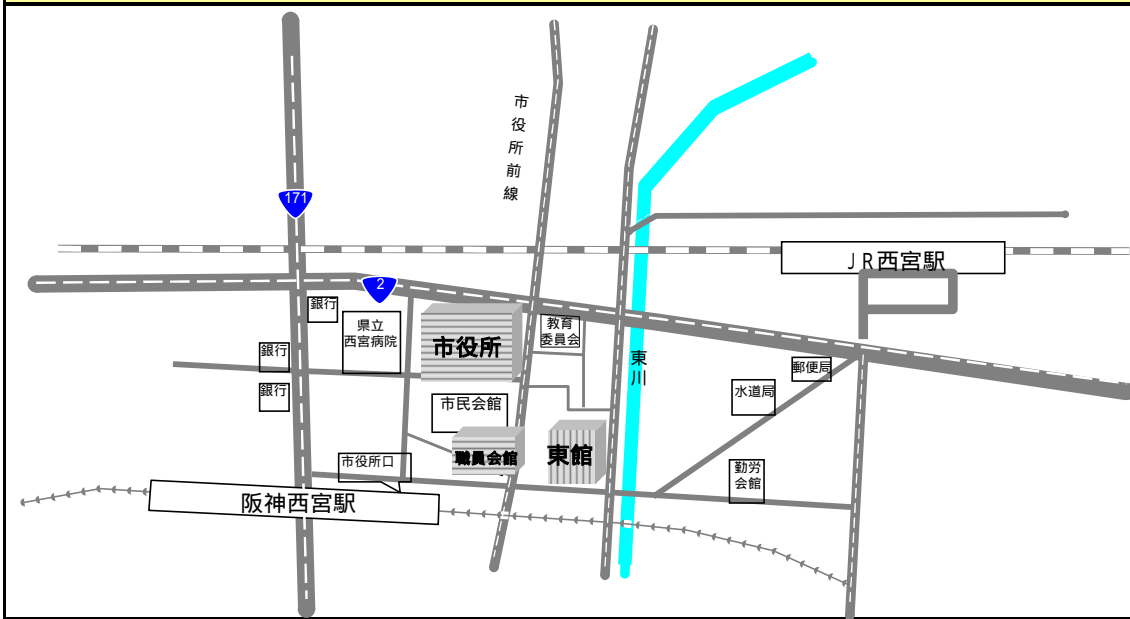 市役所前線
171
JR西宮駅
2
銀行
県立
西宮病院
市役所
教育
委員会
銀行
東川
郵便局
銀行
水道局
市民会館
職員会館
東館
市役所口
勤労
会館
阪神西宮駅